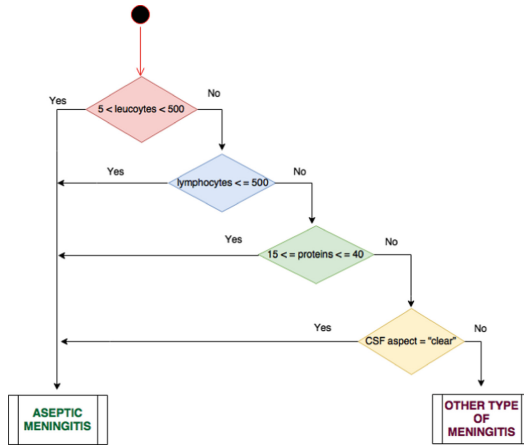 Yes
5 < leucoytes < 500
No
Yes
lymphocytes < = 500
No
Yes
15 < = proteins < = 40
No
Yes
CSF aspect = "clear"
No
ASEPTIC
MENINGITIS
OTHER TYPE
OF
MENINGITIS